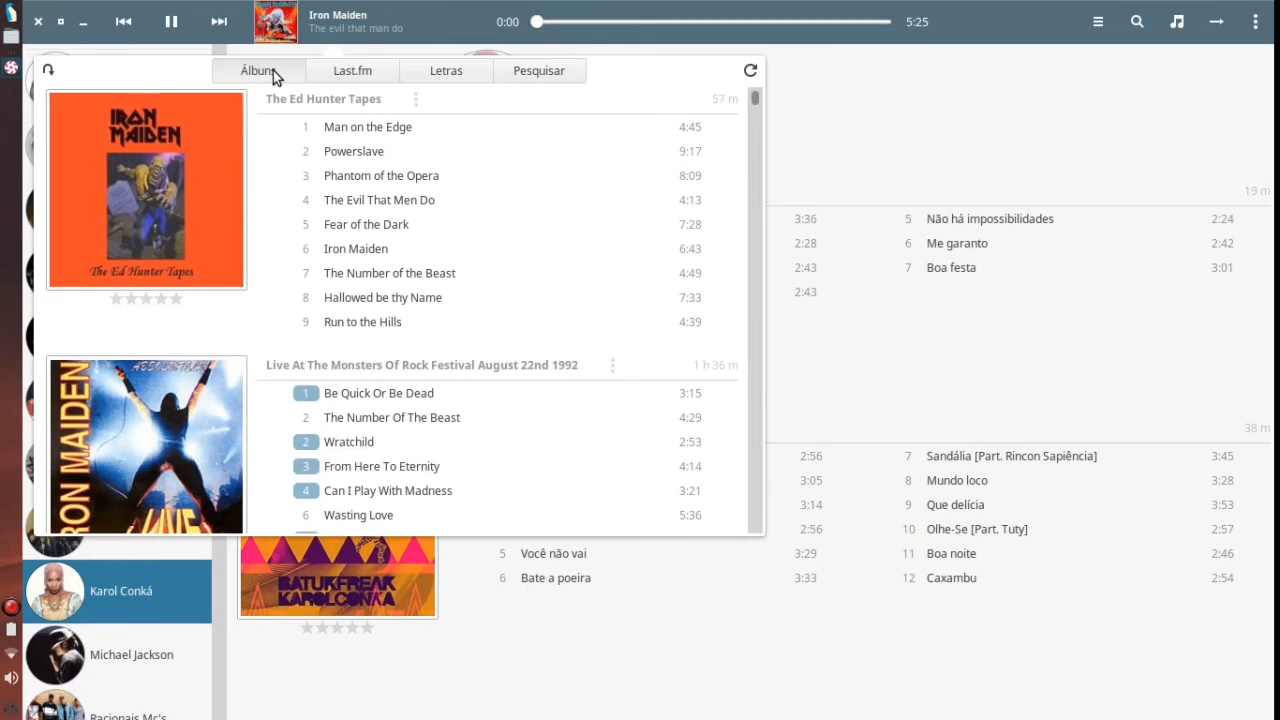 Iron Maiden
The evil that man do
0:00
5:25
Álbuns
Last.fm
Letras
Pesquisar
The Ed Hunter Tapes
57 m
1 Man on the Edge 4:45
2 Powerslave 9:17
3 Phantom of the Opera 8:09
4 The Evil That Men Do 4:13
5 Fear of the Dark 7:28
6 Iron Maiden 6:43
7 The Number of the Beast 4:49
8 Hallowed be thy Name 7:33
9 Run to the Hills 4:39
IRON
MAIDEN
The Ed Hunter Tapes
Live At The Monsters Of Rock Festival August 22nd 1992
1 h 36 m
1 Be Quick Or Be Dead 3:15
2 The Number Of The Beast 4:29
2 Wratchild 2:53
3 From Here To Eternity 4:14
4 Can I Play With Madness 3:21
6 Wasting Love 5:36
IRON MAIDEN
LIVE
19 m
3:36 5 Não há impossibilidades 2:24
2:28 6 Me garanto 2:42
2:43 7 Boa festa 3:01
2:43
38 m
2:56 7 Sandália [Part. Rincon Sapiência] 3:45
3:05 8 Mundo loco 3:28
3:14 9 Que delícia 3:53
2:56 10 Olhe-Se [Part. Tuty] 2:57
5 Você não vai 3:29 11 Boa noite 2:46
6 Bate a poeira 3:33 12 Caxambu 2:54
BATUKFREAK
KAROLCONKA
Karol Conká
Michael Jackson
Racionais Mc's